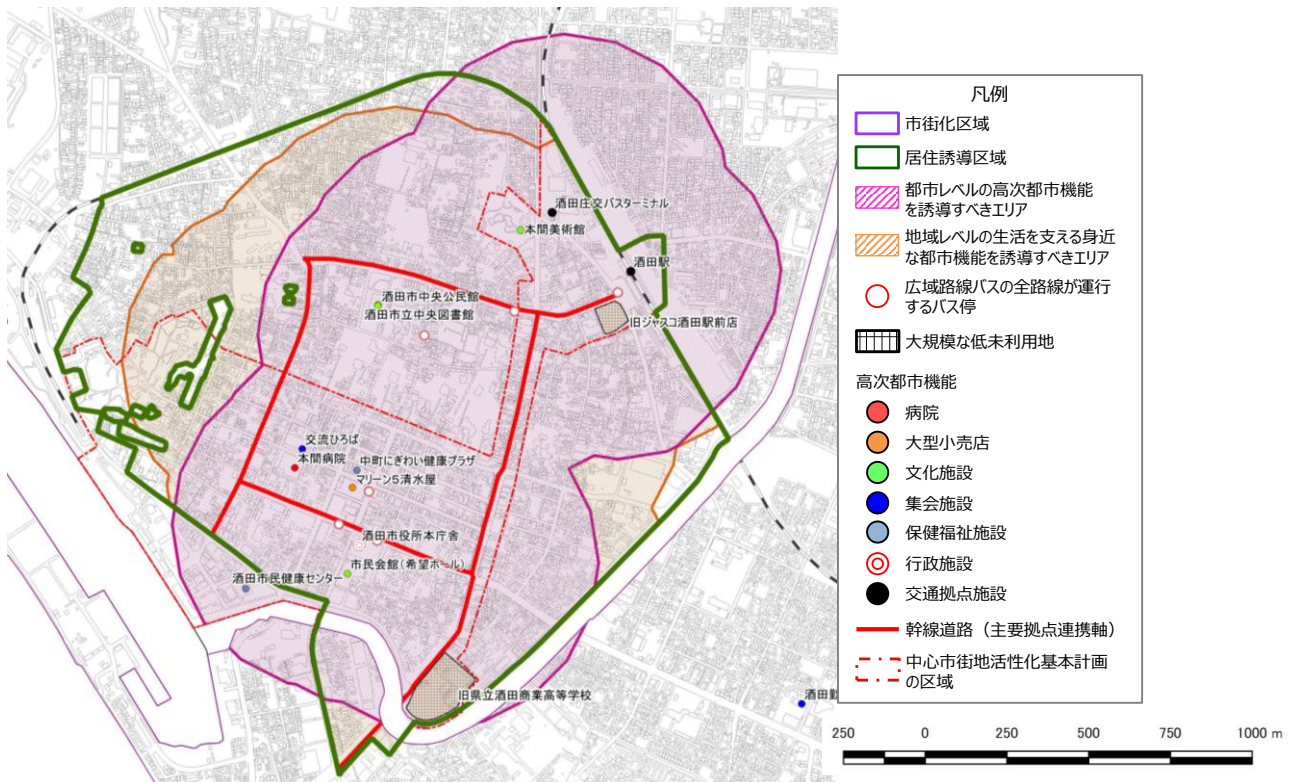 酒田庄交バスターミナル
本間美術館
酒田駅
酒田市中央公民館
酒田市立中央図書館
旧ジャスコ酒田駅前店
交流ひろば
本間病院
中町にぎわい健康プラザ
マリーン5清水屋
酒田市役所本庁舎
市民会館(希望ホール)
酒田市民健康センター
旧県立酒田商業高等学校
酒田勤
凡例
市街化区域
居住誘導区域
都市レベルの高次都市機能
を誘導すべきエリア
地域レベルの生活を支える身近
な都市機能を誘導すべきエリア
広域路線バスの全路線が運行
するバス停
大規模な低未利用地
高次都市機能
病院
大型小売店
文化施設
集会施設
保健福祉施設
行政施設
交通拠点施設
幹線道路（主要拠点連携軸）
中心市街地活性化基本計画
の区域
250 0 250 500 750 1000 m